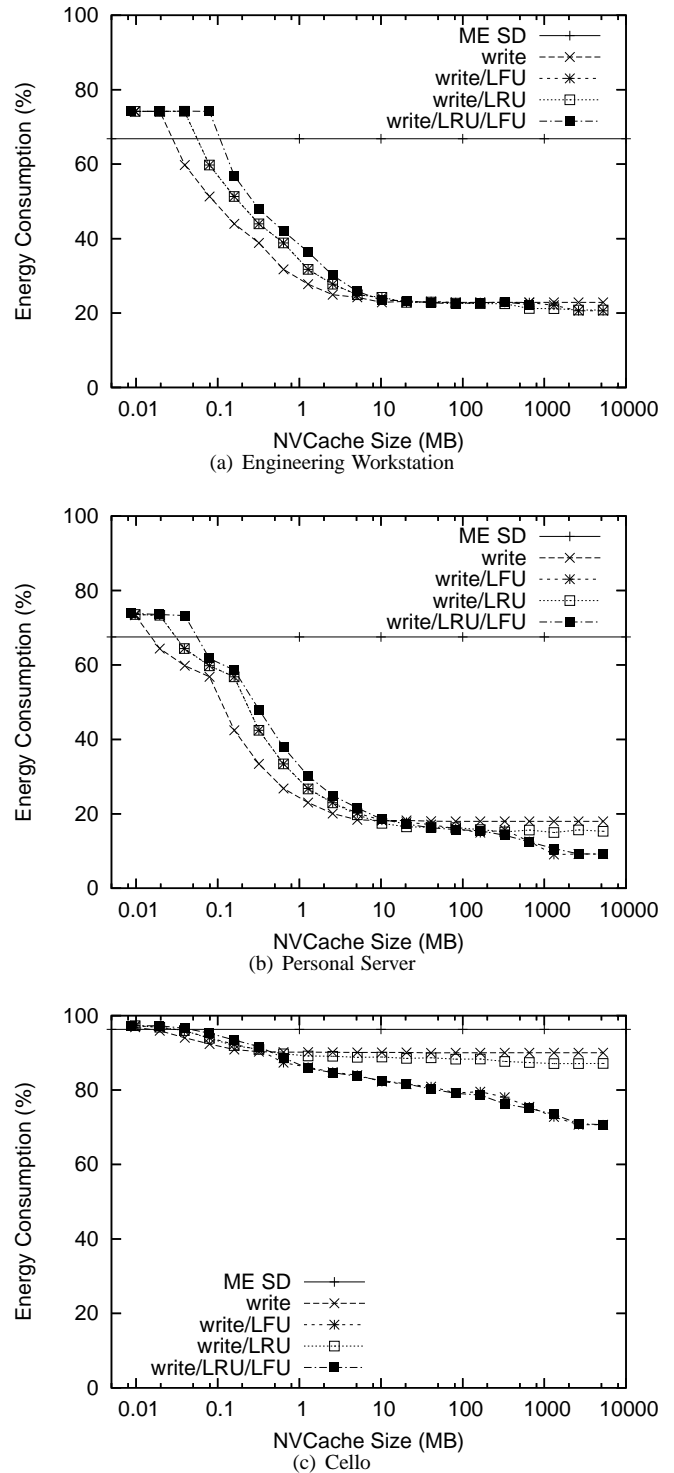 100
80
60
40
20
0
Energy Consumption (%)
ME SD
write
write/LFU
write/LRU
write/LRU/LFU
0.01 0.1 1 10 100 1000 10000
NVCache Size (MB)
(a) Engineering Workstation
100
80
60
40
20
0
Energy Consumption (%)
ME SD
write
write/LFU
write/LRU
write/LRU/LFU
0.01 0.1 1 10 100 1000 10000
NVCache Size (MB)
(b) Personal Server
100
80
60
40
20
0
Energy Consumption (%)
ME SD
write
write/LFU
write/LRU
write/LRU/LFU
0.01 0.1 1 10 100 1000 10000
NVCache Size (MB)
(c) Cello